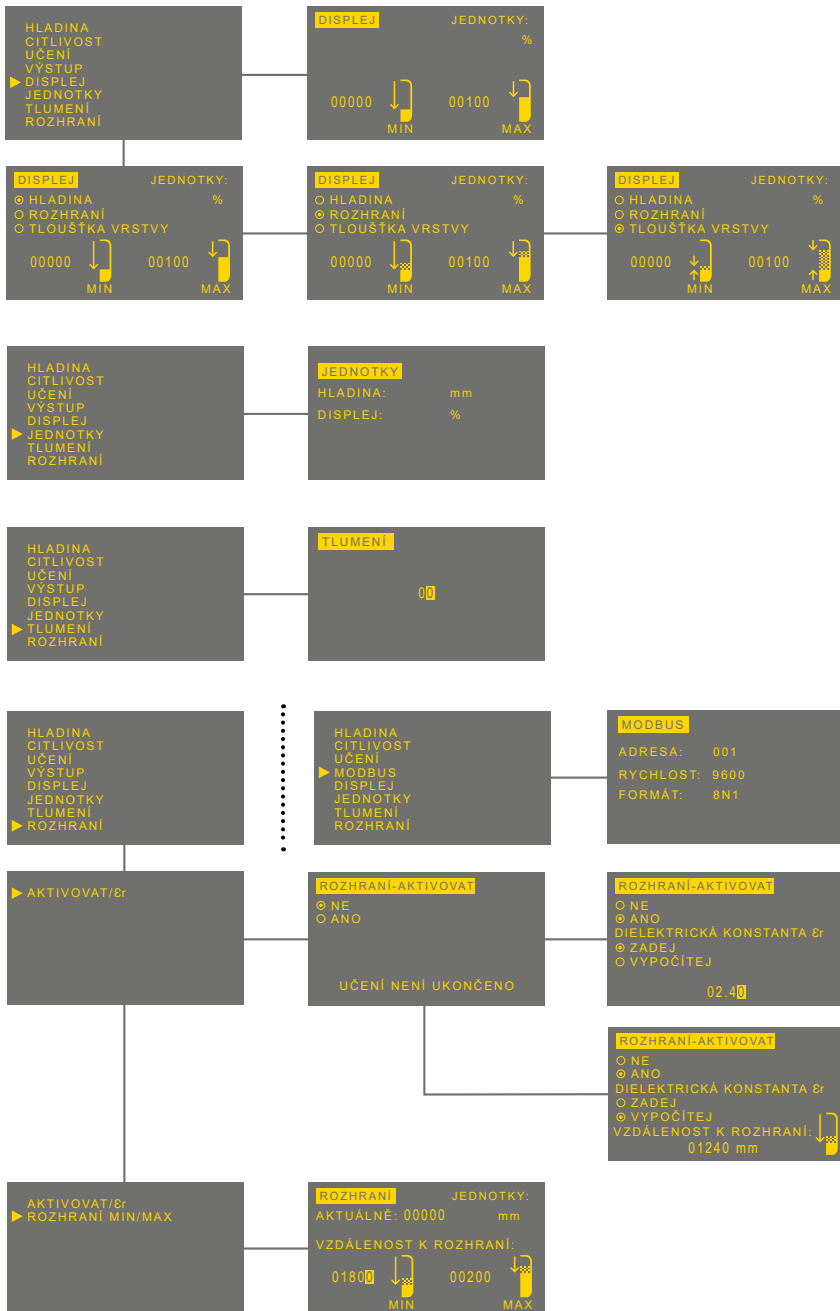 HLADINA
CITLIVOST
UČENÍ
VÝSTUP
DISPLEJ
JEDNOTKY
TLUMENÍ
ROZHRANÍ
DISPLEJ JEDNOTKY:
%
00000 00100
MIN MAX
DISPLEJ JEDNOTKY:
HLADINA %
ROZHRANÍ
TLOUŠŤKA VRSTVY
00000 00100
MIN MAX
DISPLEJ JEDNOTKY:
HLADINA %
ROZHRANÍ
TLOUŠŤKA VRSTVY
00000 00100
MIN MAX
DISPLEJ JEDNOTKY:
HLADINA %
ROZHRANÍ
TLOUŠŤKA VRSTVY
00000 00100
MIN MAX
HLADINA
CITLIVOST
UČENÍ
VÝSTUP
DISPLEJ
JEDNOTKY
TLUMENÍ
ROZHRANÍ
JEDNOTKY
HLADINA: mm
DISPLEJ: %
HLADINA
CITLIVOST
UČENÍ
VÝSTUP
DISPLEJ
JEDNOTKY
TLUMENÍ
ROZHRANÍ
TLUMENÍ
00
HLADINA
CITLIVOST
UČENÍ
VÝSTUP
DISPLEJ
JEDNOTKY
TLUMENÍ
ROZHRANÍ
HLADINA
CITLIVOST
UČENÍ
MODBUS
DISPLEJ
JEDNOTKY
TLUMENÍ
ROZHRANÍ
MODBUS
ADRESA: 001
RYCHLOST: 9600
FORMÁT: 8N1
AKTIVOVAT/Ɛr
ROZHRANÍ-AKTIVOVAT
NE
ANO
UČENÍ NENÍ UKONČENO
ROZHRANÍ-AKTIVOVAT
NE
ANO
DIELEKTRICKÁ KONSTANTA Ɛr
ZADEJ
VYPOČÍTEJ
02.40
ROZHRANÍ-AKTIVOVAT
NE
ANO
DIELEKTRICKÁ KONSTANTA Ɛr
ZADEJ
VYPOČÍTEJ
VZDÁLENOST K ROZHRANÍ:
01240 mm
AKTIVOVAT/Ɛr
ROZHRANÍ MIN/MAX
ROZHRANÍ JEDNOTKY:
AKTUÁLNĚ: 00000 mm
VZDÁLENOST K ROZHRANÍ:
01800 00200
MIN MAX